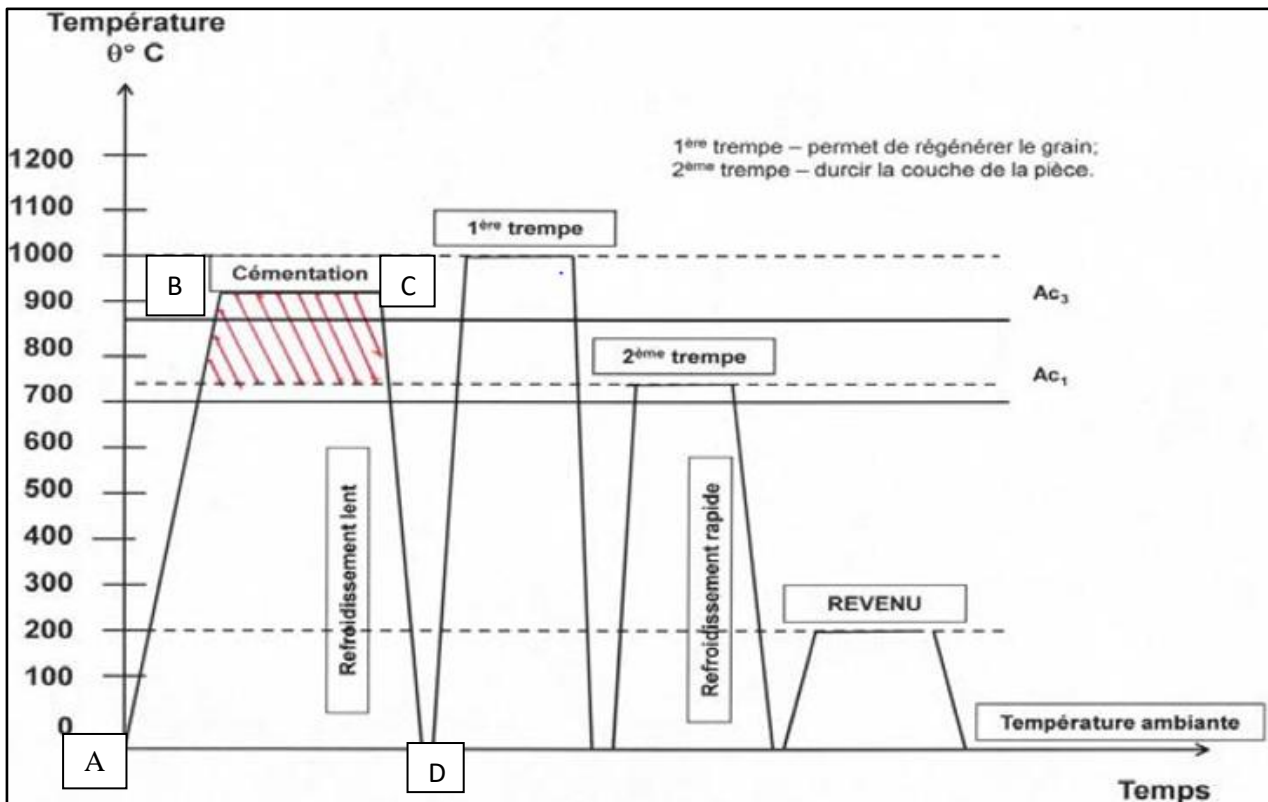 Température
θ° C
1ère trempe – permet de régénérer le grain;
2ème trempe – durcir la couche de la pièce.
1200
1100
1000
900
800
700
600
500
400
300
200
100
0
1ère trempe
B
Cémentation
C
Ac3
2ème trempe
Ac1
Refroidissement lent
Refroidissement rapide
REVENU
Température ambiante
A
D
Temps